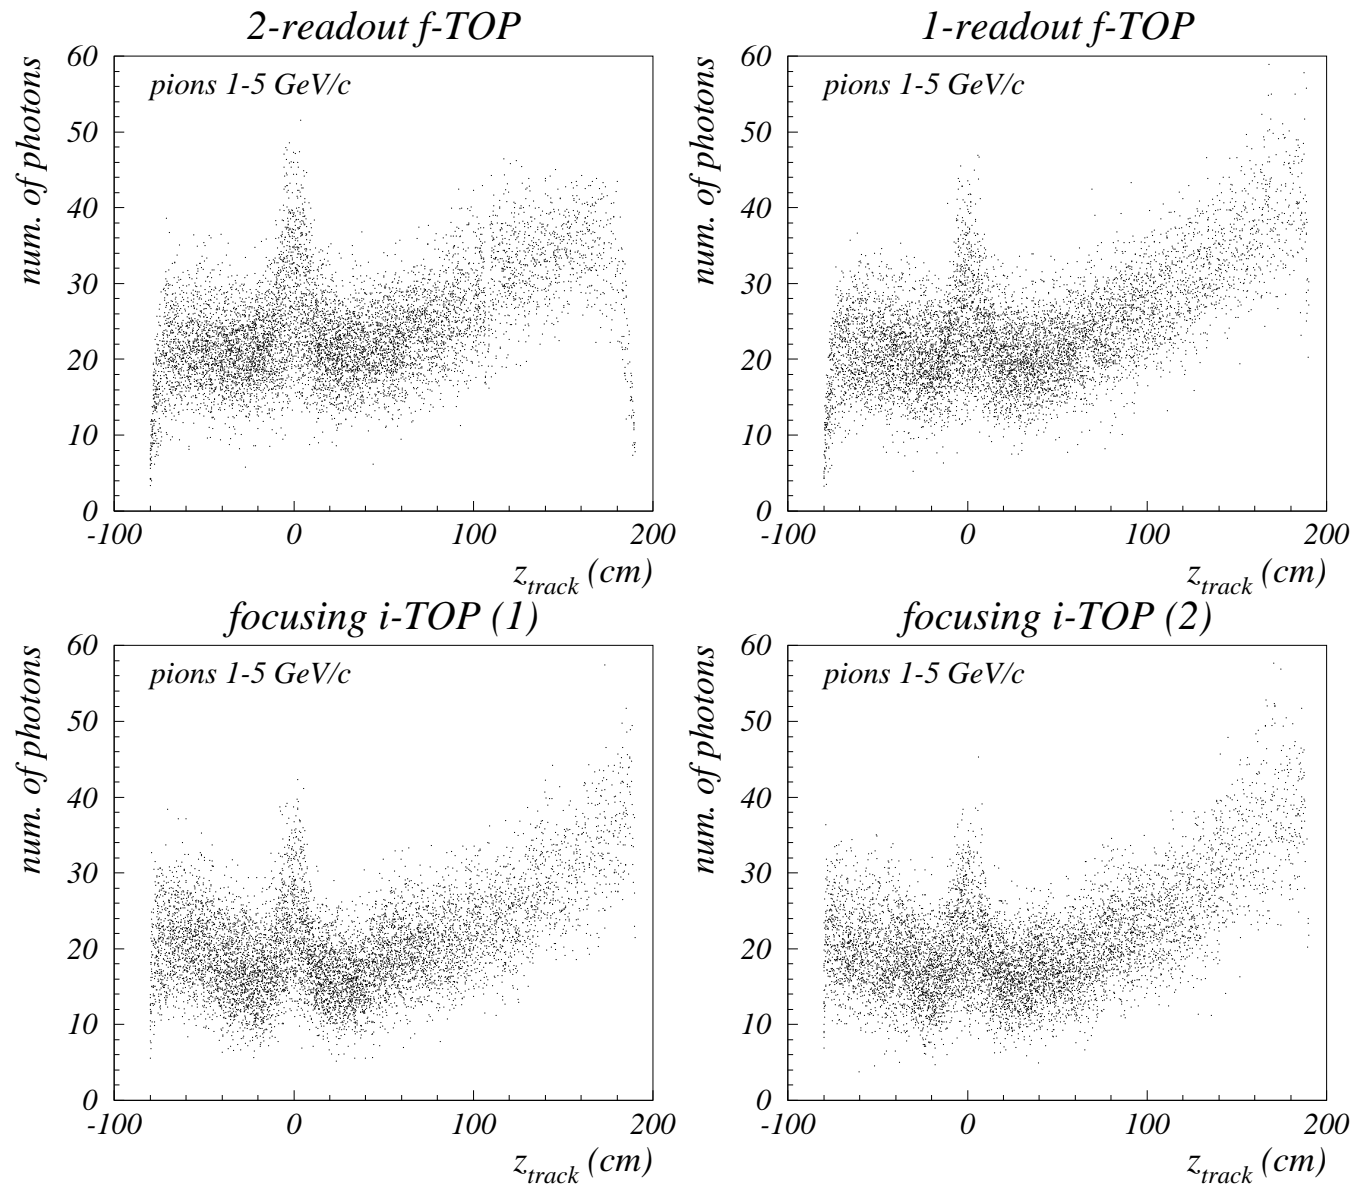 2-readout f-TOP
num. of photons
pions 1-5 GeV/c
60
50
40
30
20
10
0
-100 0 100 200
z_track (cm)
1-readout f-TOP
num. of photons
pions 1-5 GeV/c
60
50
40
30
20
10
0
-100 0 100 200
z_track (cm)
focusing i-TOP (1)
num. of photons
pions 1-5 GeV/c
60
50
40
30
20
10
0
-100 0 100 200
z_track (cm)
focusing i-TOP (2)
num. of photons
pions 1-5 GeV/c
60
50
40
30
20
10
0
-100 0 100 200
z_track (cm)